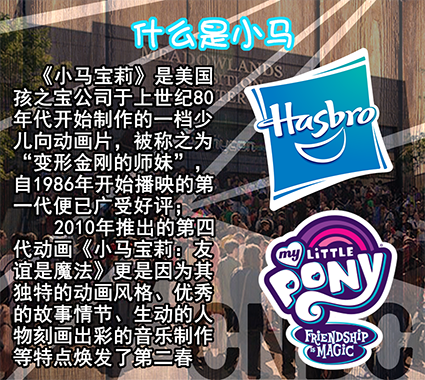 什么是小马
《小马宝莉》是美国
孩之宝公司于上世纪80
年代开始制作的一档少
儿向动画片，被称之为
“变形金刚的师妹”，
自1986年开始播映的第
一代便已广受好评；
2010年推出的第四
代动画《小马宝莉：友
谊是魔法》更是因为其
独特的动画风格、优秀
的故事情节、生动的人
物刻画出彩的音乐制作
等特点焕发了第二春
Hasbro
my LiTTLE
PONY
FRIENDSHIP
is MAGIC
MEADOWLANDS